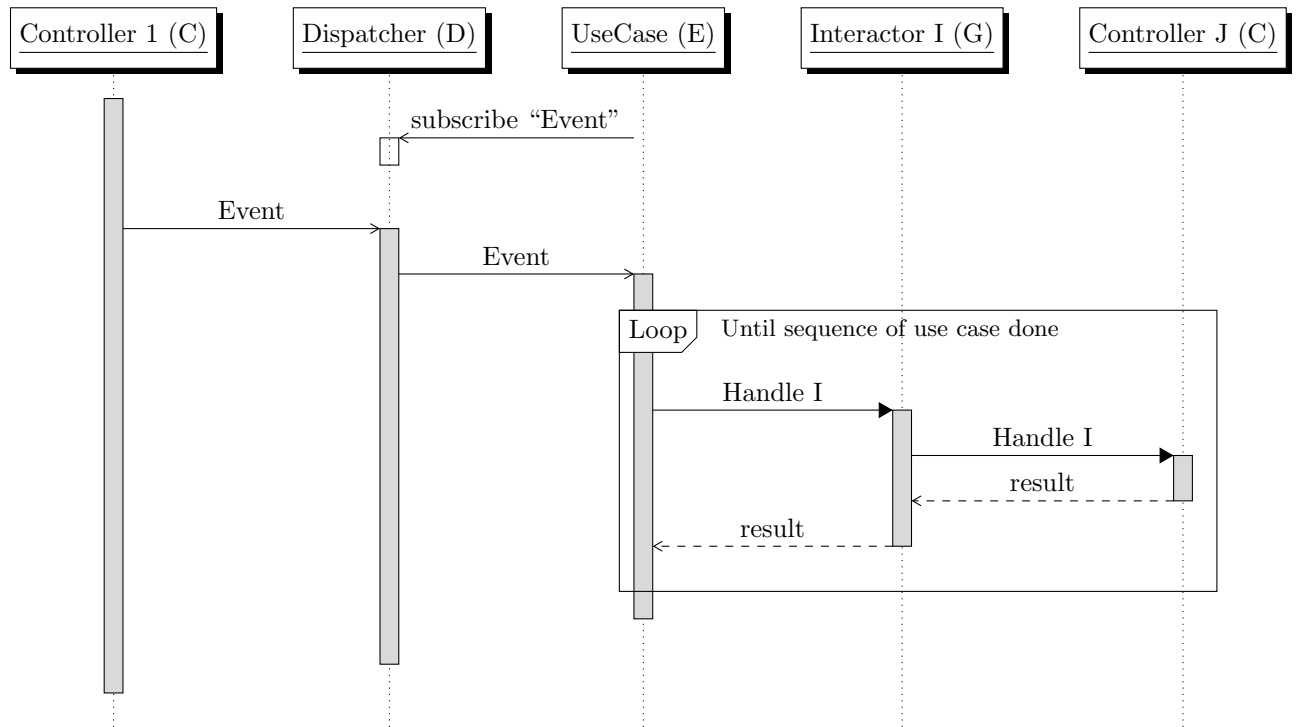 Controller 1 (C)
Dispatcher (D)
UseCase (E)
Interactor I (G)
Controller J (C)
subscribe “Event”
Event
Event
Loop
Until sequence of use case done
Handle I
Handle I
result
result